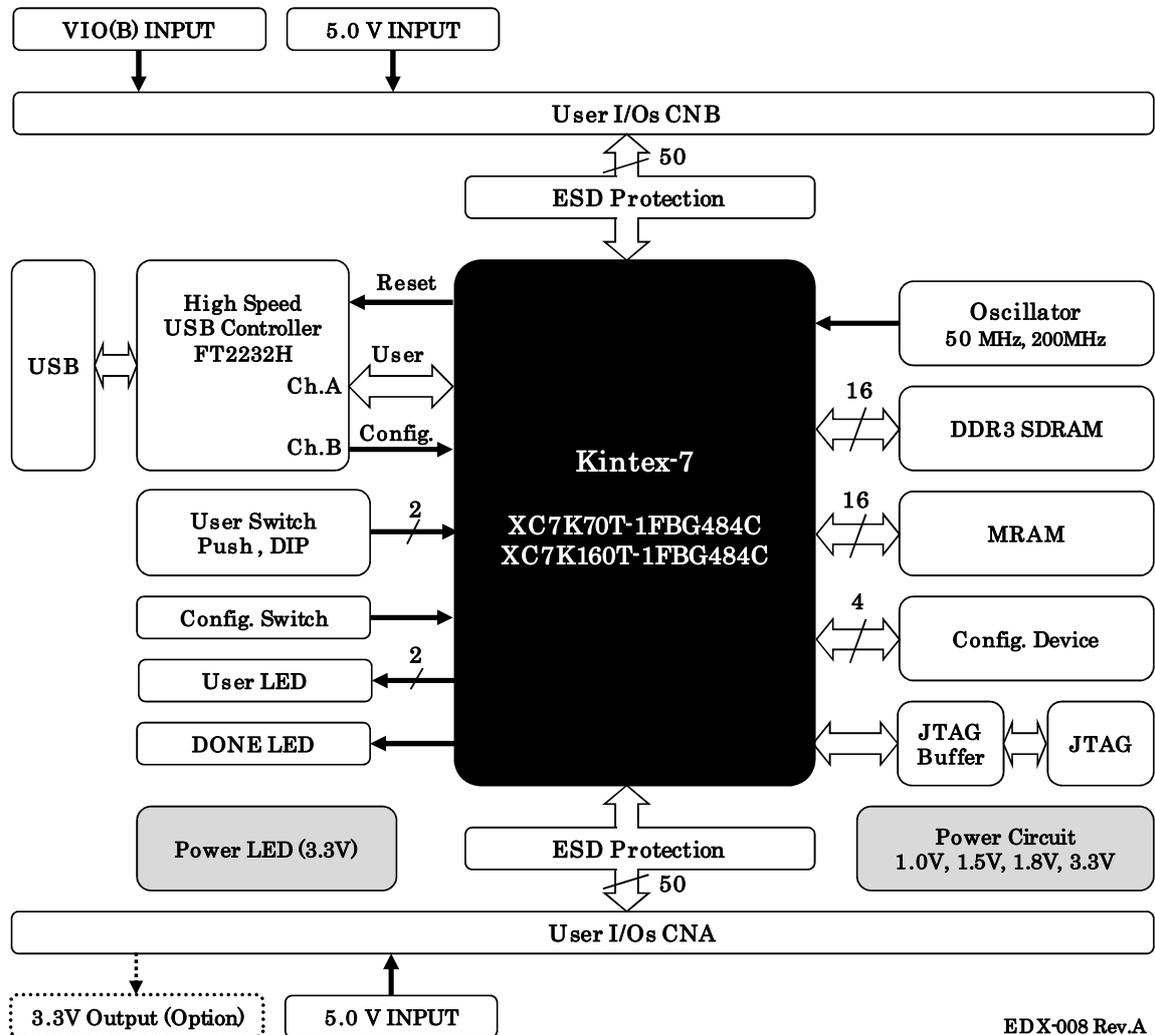 VIO(B) INPUT
5.0 V INPUT
User I/Os CNB
50
ESD Protection
USB
High Speed
USB Controller
FT2232H
Ch.A
Ch.B
Reset
User
Config.
User Switch
Push , DIP
2
Config. Switch
User LED
2
DONE LED
Power LED (3.3V)
Kintex-7
XC7K70T-1FBG484C
XC7K160T-1FBG484C
Oscillator
50 MHz, 200MHz
16
DDR3 SDRAM
16
MRAM
4
Config. Device
JTAG
Buffer
JTAG
Power Circuit
1.0V, 1.5V, 1.8V, 3.3V
ESD Protection
50
User I/Os CNA
3.3V Output (Option)
5.0 V INPUT
EDX-008 Rev.A